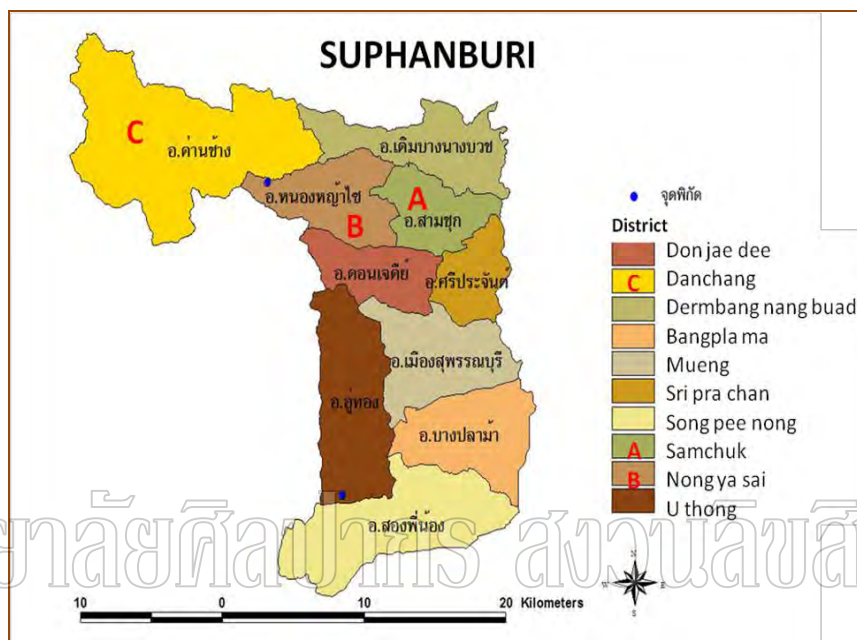 SUPHANBURI
C
อ.ด่านช้าง
อ.เดิมบางนางบวช
อ.หนองหญ้าไซ
A
B
อ.สามชุก
อ.ดอนเจดีย์
อ.ศรีประจันต์
อ.เมืองสุพรรณบุรี
อ.อู่ทอง
อ.บางปลาม้า
อ.สองพี่น้อง
จุดพิกัด
District
Don jae dee
C Danchang
Dermbang nang buad
Bangpla ma
Mueng
Sri pra chan
Song pee nong
A Samchuk
B Nong ya sai
U thong
ยาลัยศิลปากร สงวนลิขสิ
N
W E
S
10 0 10 20 Kilometers